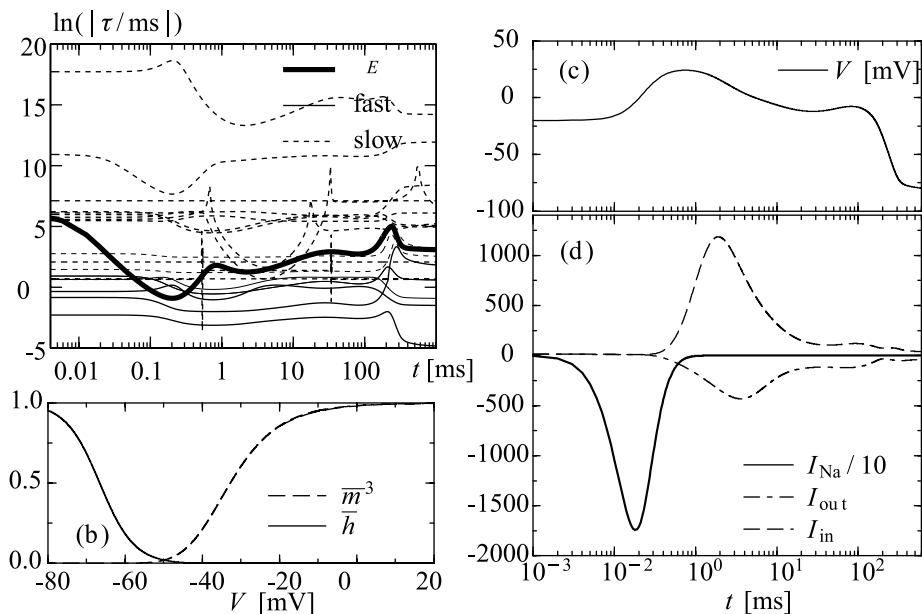 ln(|τ/ms|)
20
15
10
5
0
-5
E
fast
slow
0.01 0.1 1 10 100 t [ms]
1.0
0.5
0.0
(b)
m̅³
h̅
-80 -60 -40 -20 0 20
V [mV]
50
25
0
-25
-50
-75
-100
(c)
V [mV]
1000
500
0
-500
-1000
-1500
-2000
(d)
I_Na / 10
I_out
I_in
10⁻³ 10⁻² 10⁻¹ 10⁰ 10¹ 10²
t [ms]